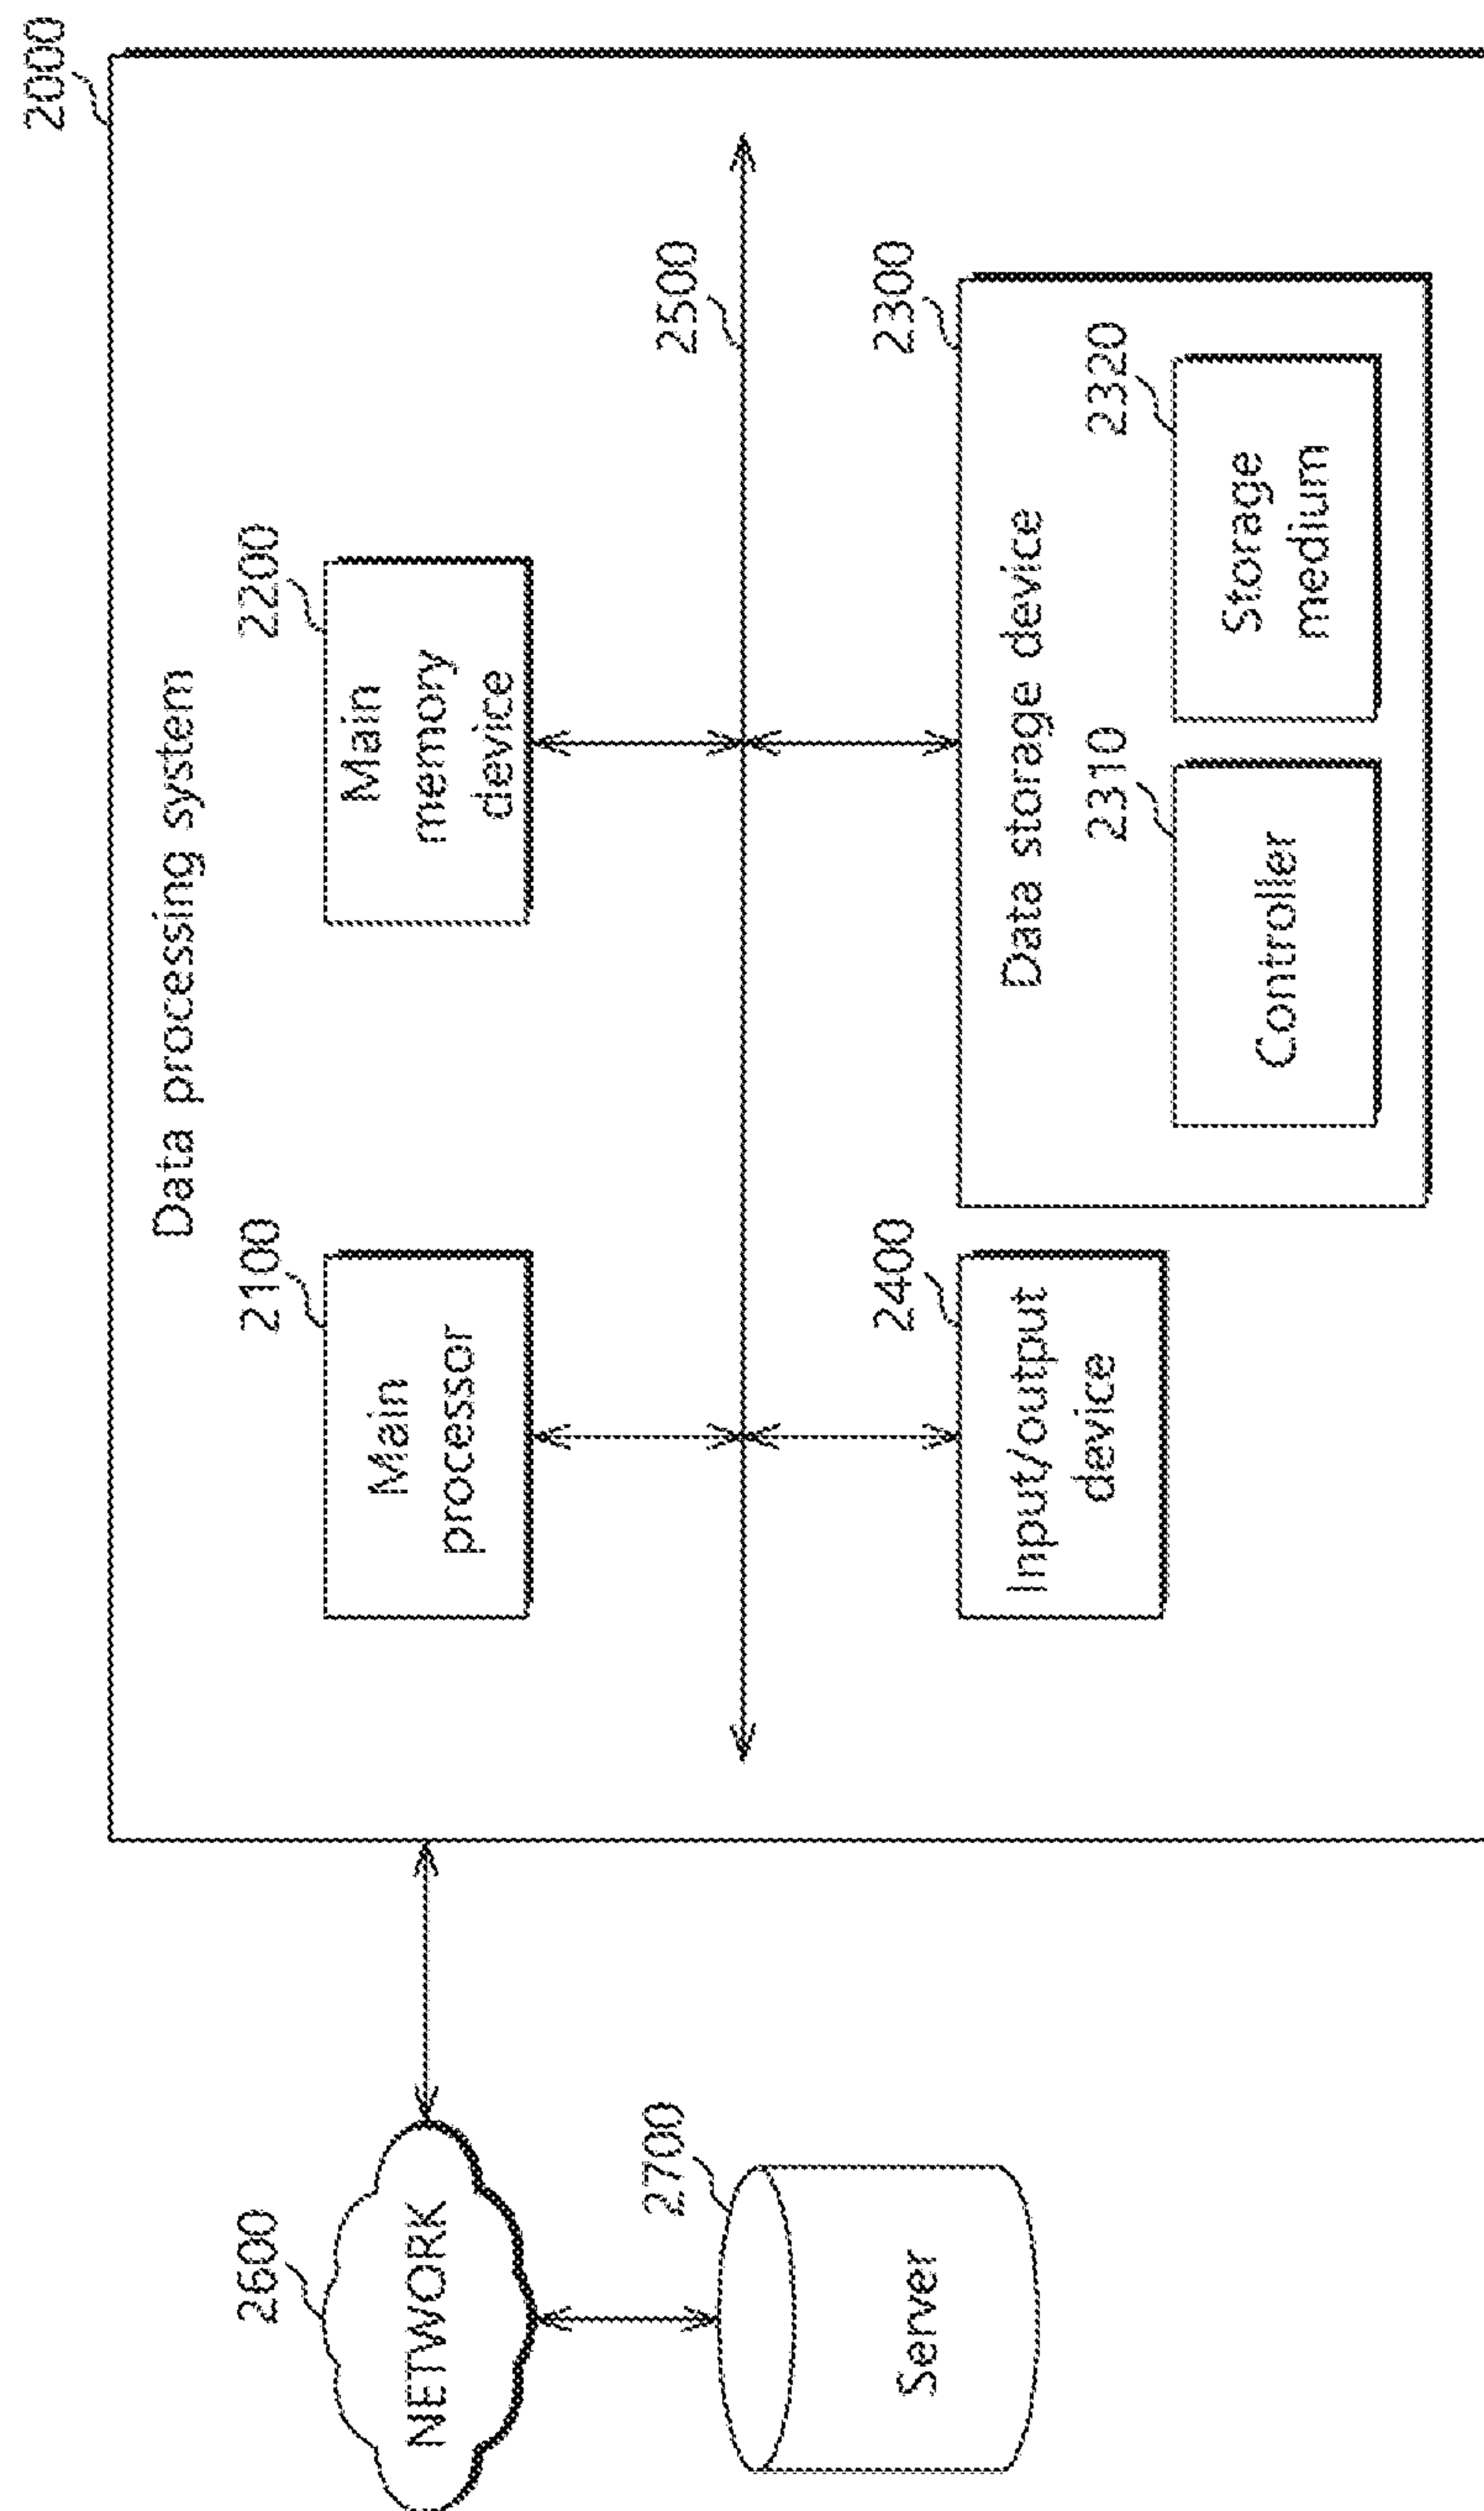 2000
Data processing system
2600
NETWORK
2100
Main
processor
2200
Main
memory
device
2500
2700
Server
2400
Input/output
device
2300
Data storage device
2310
Controller
2320
Storage
medium